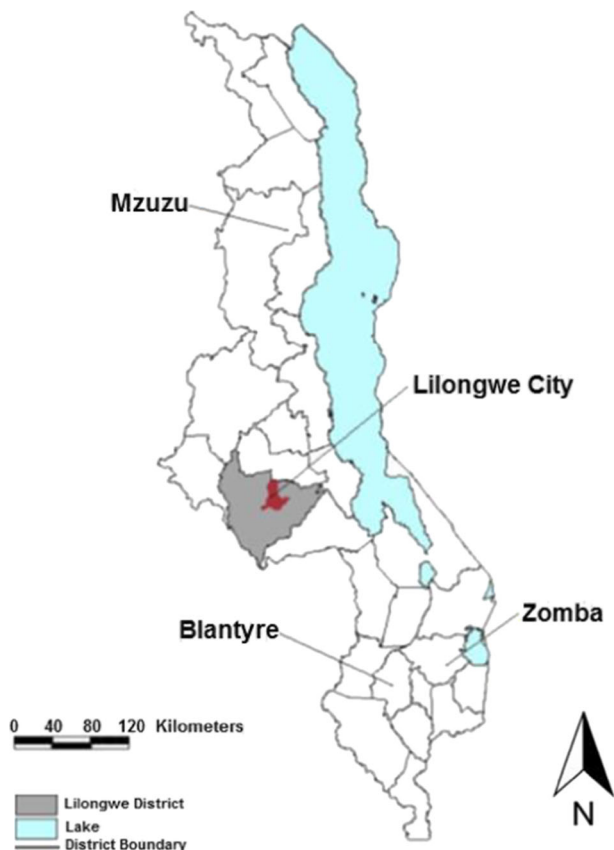 Mzuzu
Lilongwe City
Zomba
Blantyre
0 40 80 120 Kilometers
Lilongwe District
Lake
District Boundary
N